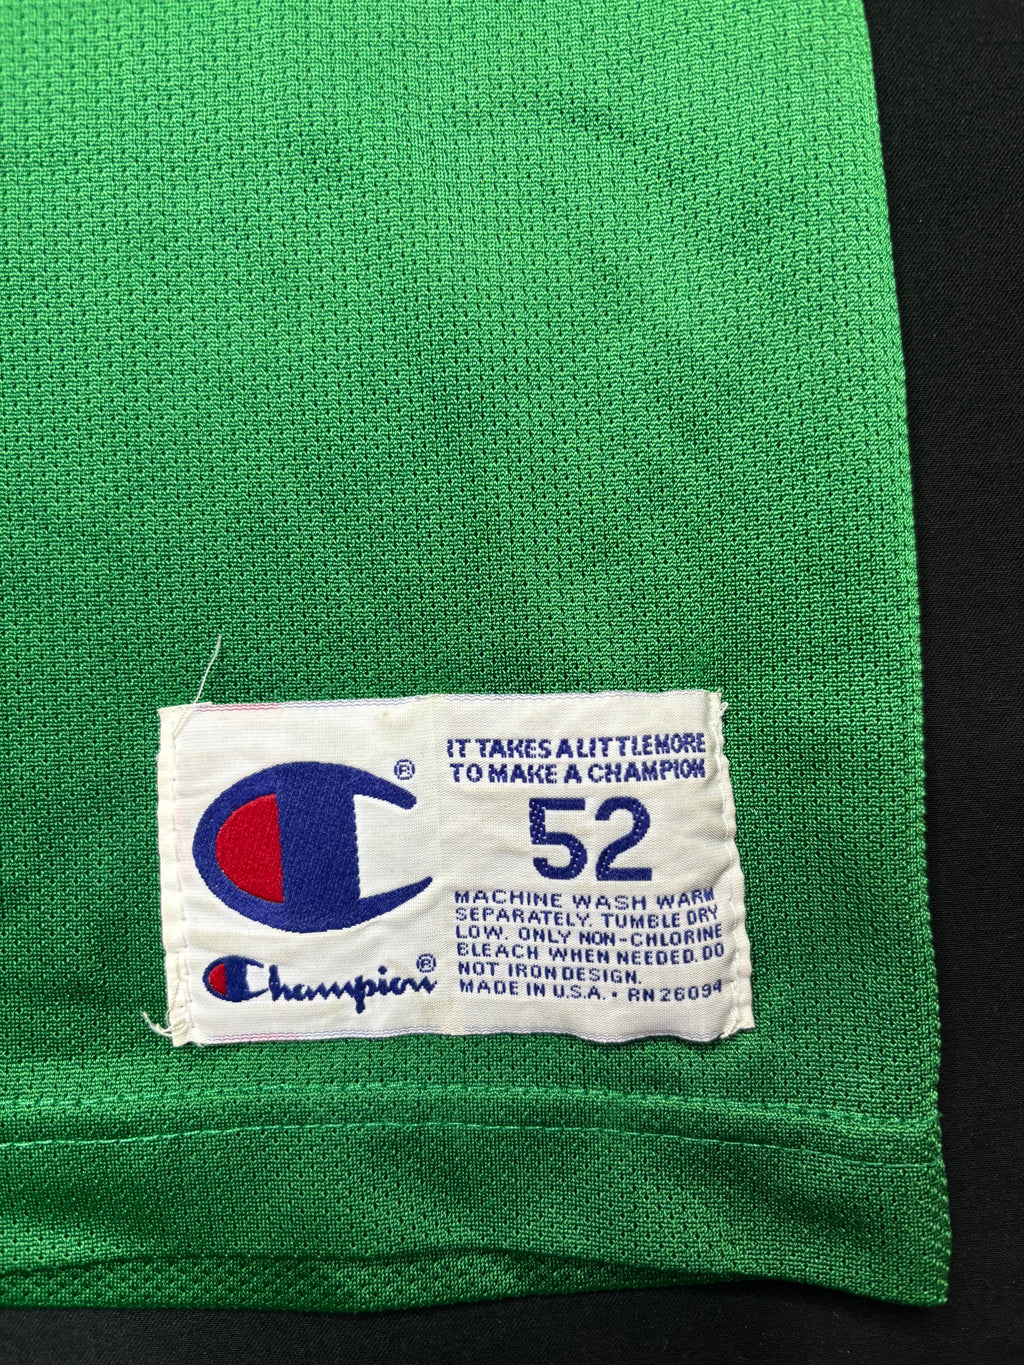 IT TAKES A LITTLE MORE
TO MAKE A CHAMPION
52
MACHINE WASH WARM
SEPARATELY. TUMBLE DRY
LOW. ONLY NON-CHLORINE
BLEACH WHEN NEEDED. DO
NOT IRON DESIGN.
MADE IN U.S.A. • RN 26094
®
Champion®